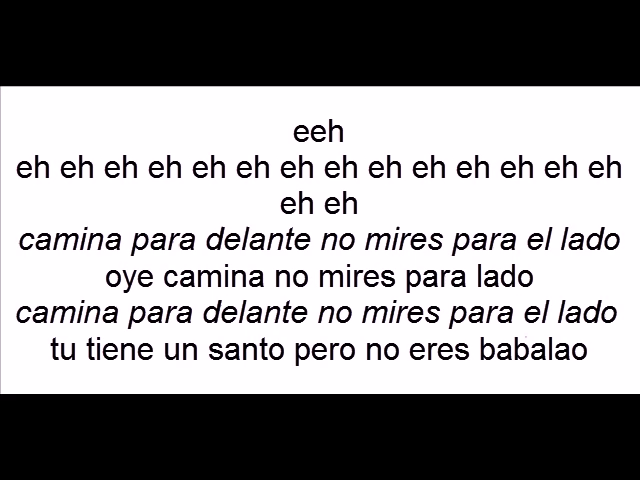 eeh
eh eh eh eh eh eh eh eh eh eh eh eh eh eh
eh eh
camina para delante no mires para el lado
oye camina no mires para lado
camina para delante no mires para el lado
tu tiene un santo pero no eres babalao